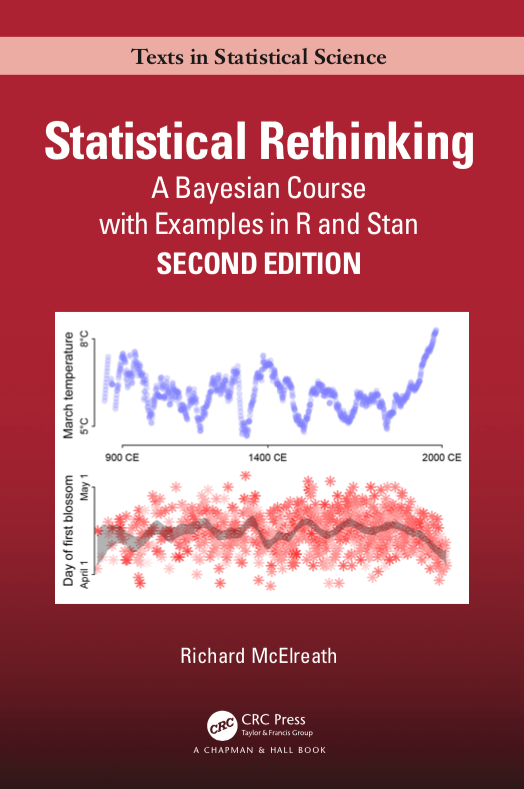 Texts in Statistical Science
Statistical Rethinking
A Bayesian Course
with Examples in R and Stan
SECOND EDITION
March temperature
8°C
5°C
900 CE
1400 CE
2000 CE
Day of first blossom
May 1
April 1
Richard McElreath
CRC
CRC Press
Taylor & Francis Group
A CHAPMAN & HALL BOOK